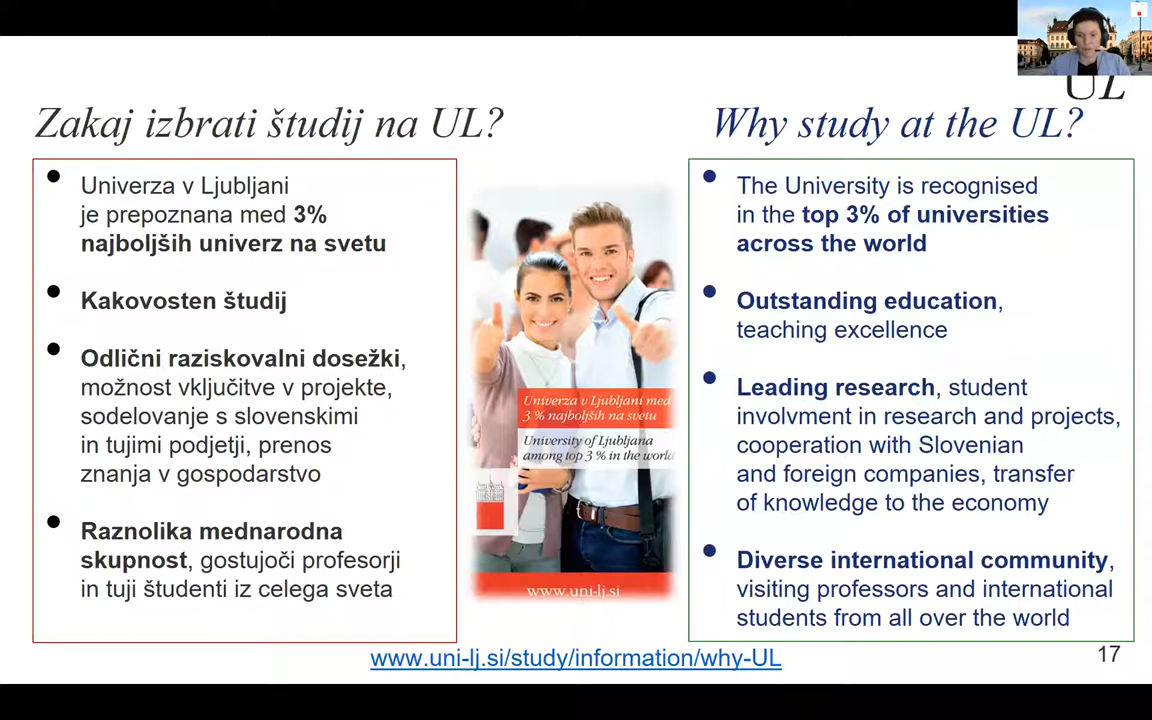 UL
Zakaj izbrati študij na UL?
Univerza v Ljubljani
je prepoznana med 3%
najboljših univerz na svetu
Kakovosten študij
Odlični raziskovalni dosežki,
možnost vključitve v projekte,
sodelovanje s slovenskimi
in tujimi podjetji, prenos
znanja v gospodarstvo
Raznolika mednarodna
skupnost, gostujoči profesorji
in tuji študenti iz celega sveta
Univerza v Ljubljani med
3 % najboljših na svetu
University of Ljubljana
among top 3 % in the world
www.uni-lj.si
Why study at the UL?
The University is recognised
in the top 3% of universities
across the world
Outstanding education,
teaching excellence
Leading research, student
involvment in research and projects,
cooperation with Slovenian
and foreign companies, transfer
of knowledge to the economy
Diverse international community,
visiting professors and international
students from all over the world
www.uni-lj.si/study/information/why-UL
17